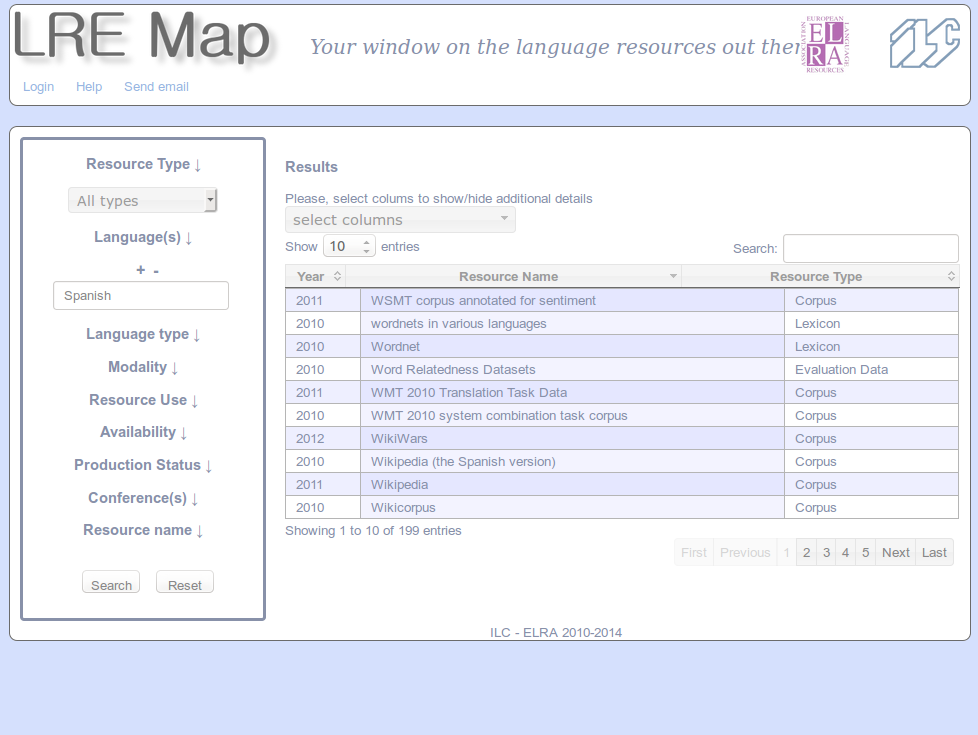 LRE Map
Your window on the language resources out ther
EUROPEAN
LANGUAGE
RESOURCES
ASSOCIATION
EL
RA
ILC
Login Help Send email
Resource Type ↓
All types
Language(s) ↓
+ -
Spanish
Language type ↓
Modality ↓
Resource Use ↓
Availability ↓
Production Status ↓
Conference(s) ↓
Resource name ↓
Search Reset
Results
Please, select colums to show/hide additional details
select columns
Show 10 entries Search:
Year Resource Name Resource Type
2011 WSMT corpus annotated for sentiment Corpus
2010 wordnets in various languages Lexicon
2010 Wordnet Lexicon
2010 Word Relatedness Datasets Evaluation Data
2011 WMT 2010 Translation Task Data Corpus
2010 WMT 2010 system combination task corpus Corpus
2012 WikiWars Corpus
2010 Wikipedia (the Spanish version) Corpus
2011 Wikipedia Corpus
2010 Wikicorpus Corpus
Showing 1 to 10 of 199 entries
First Previous 1 2 3 4 5 Next Last
ILC - ELRA 2010-2014